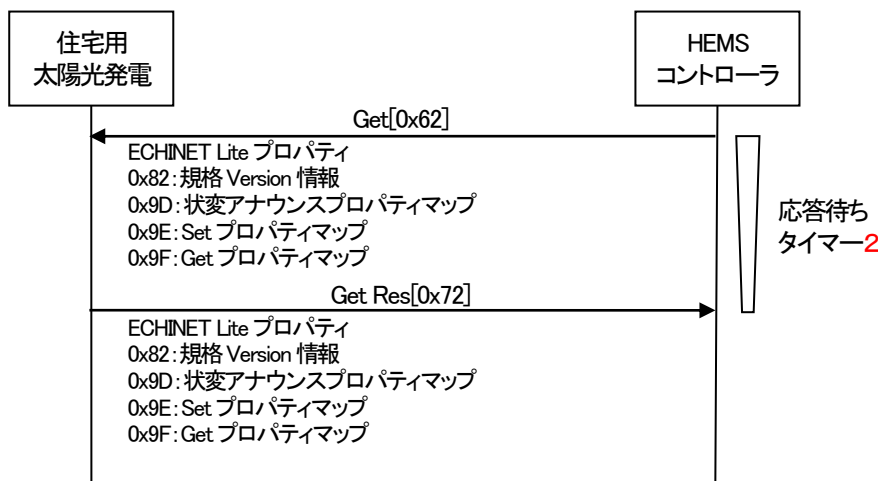 住宅用
太陽光発電
HEMS
コントローラ
Get[0x62]
ECHINET Lite プロパティ
0x82:規格 Version 情報
0x9D:状変アナウンスプロパティマップ
0x9E:Set プロパティマップ
0x9F:Get プロパティマップ
応答待ち
タイマー2
Get Res[0x72]
ECHINET Lite プロパティ
0x82:規格 Version 情報
0x9D:状変アナウンスプロパティマップ
0x9E:Set プロパティマップ
0x9F:Get プロパティマップ